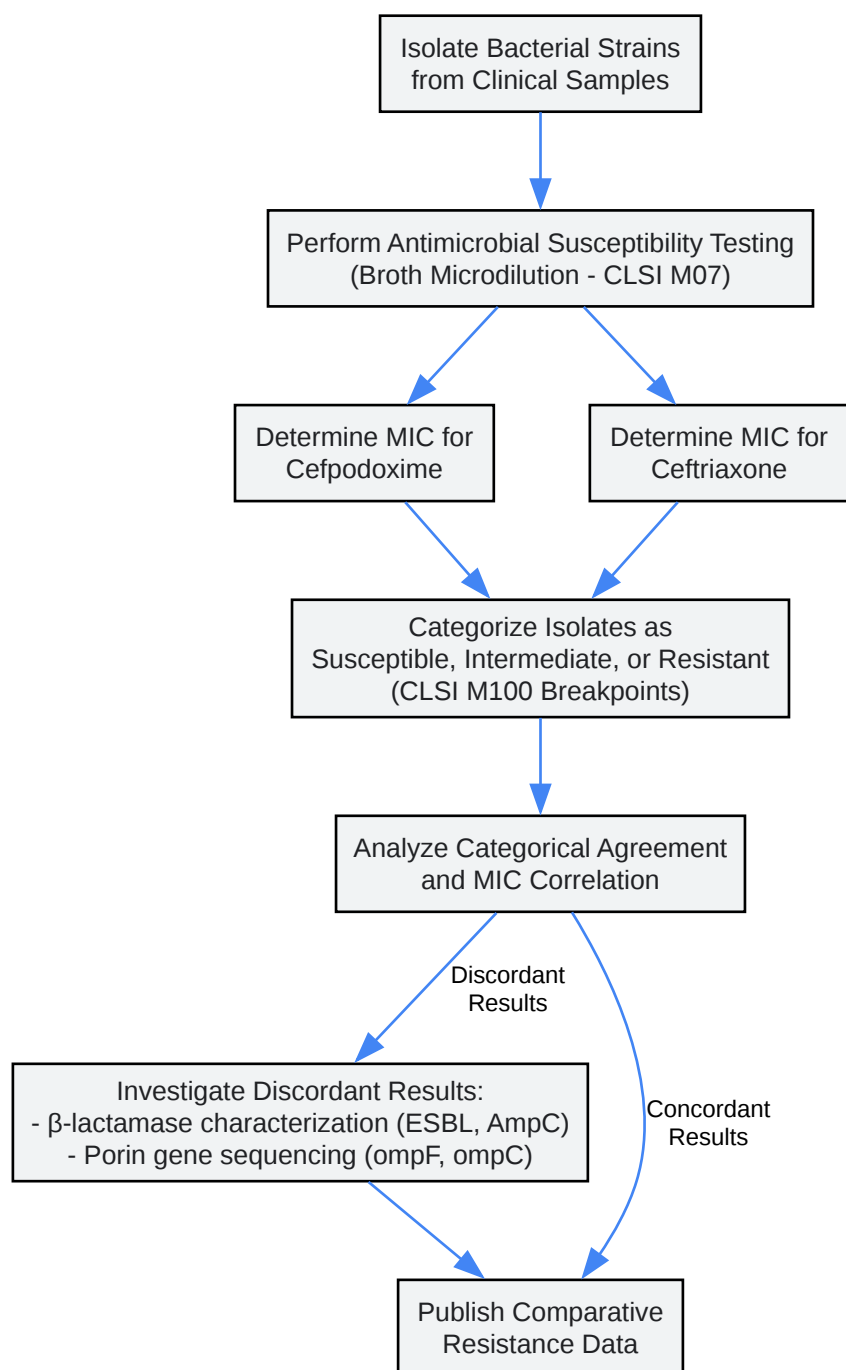 Isolate Bacterial Strains
from Clinical Samples
Perform Antimicrobial Susceptibility Testing
(Broth Microdilution - CLSI M07)
Determine MIC for
Cefpodoxime
Determine MIC for
Ceftriaxone
Categorize Isolates as
Susceptible, Intermediate, or Resistant
(CLSI M100 Breakpoints)
Analyze Categorical Agreement
and MIC Correlation
Discordant
Results
Investigate Discordant Results:
- β-lactamase characterization (ESBL, AmpC)
- Porin gene sequencing (ompF, ompC)
Concordant
Results
Publish Comparative
Resistance Data